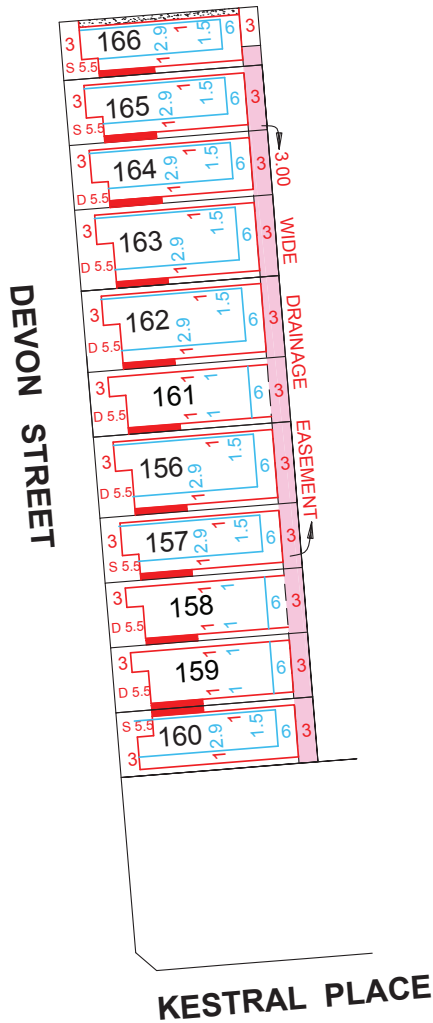 3 166 2.9 1 1.5 6 3
S 5.5
3 165 2.9 1 1.5 6 3
S 5.5 1
3 164 2.9 1 1.5 6 3
D 5.5 1
3 163 2.9 1 1.5 6 3
D 5.5 1
3 162 2.9 1 1.5 6 3
D 5.5 1
3 161 1 1 6 3
D 5.5 1
3 156 2.9 1 1.5 6 3
D 5.5 1
3 157 2.9 1 1.5 6 3
S 5.5 1
3 158 1 1 6 3
D 5.5 1
3 159 1 1 6 3
D 5.5 1
S 5.5
3 160 2.9 1 1.5 6 3
1
3.00 WIDE DRAINAGE EASEMENT
DEVON STREET
KESTRAL PLACE